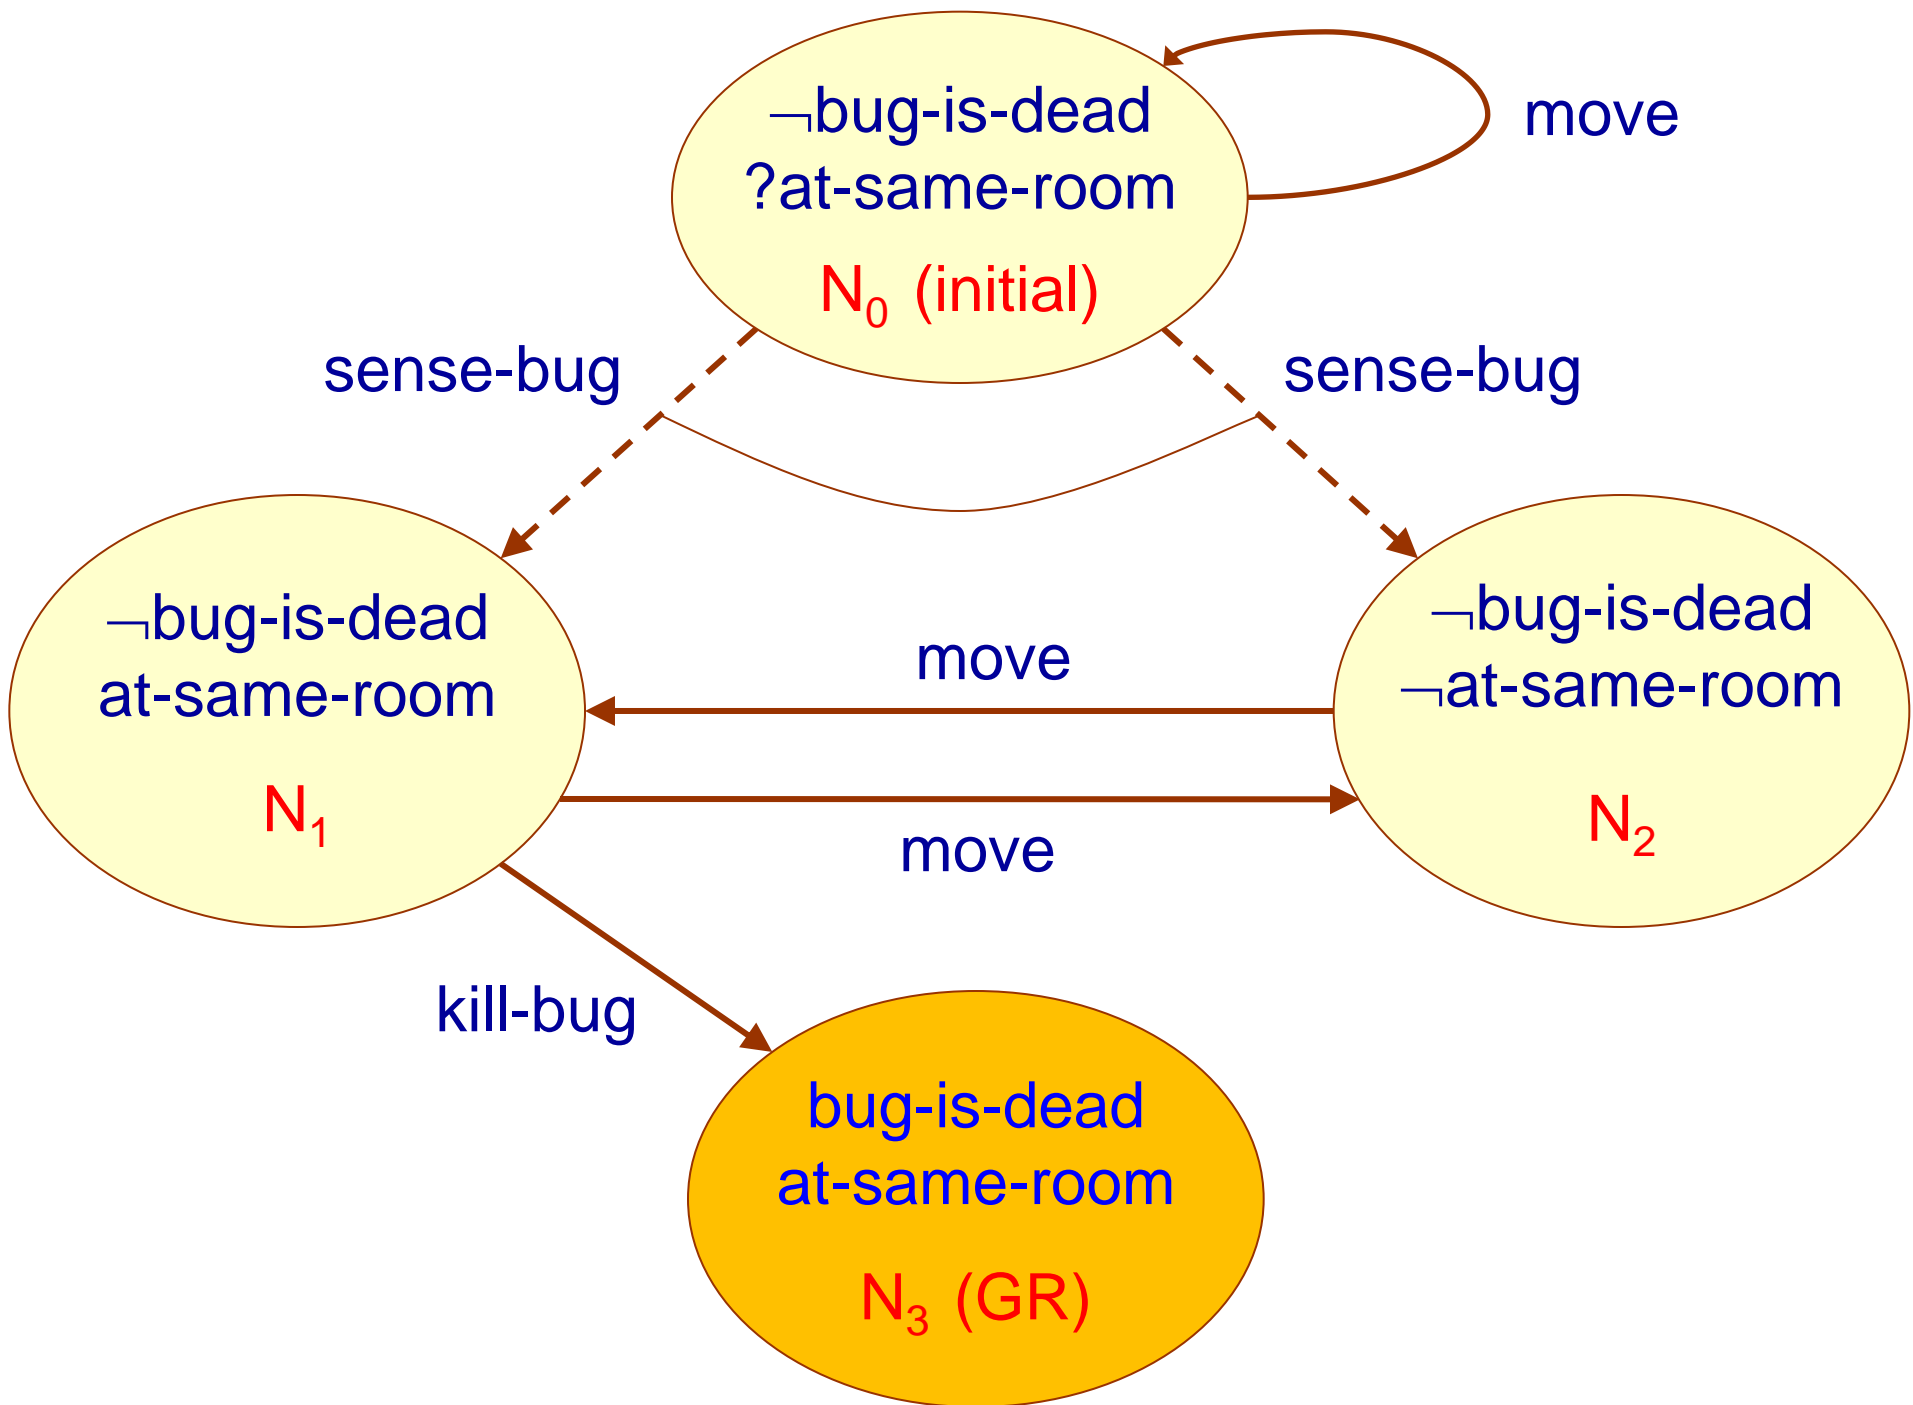 ¬bug-is-dead
?at-same-room
N₀ (initial)
move
sense-bug
sense-bug
¬bug-is-dead
at-same-room
N₁
move
move
¬bug-is-dead
¬at-same-room
N₂
kill-bug
bug-is-dead
at-same-room
N₃ (GR)